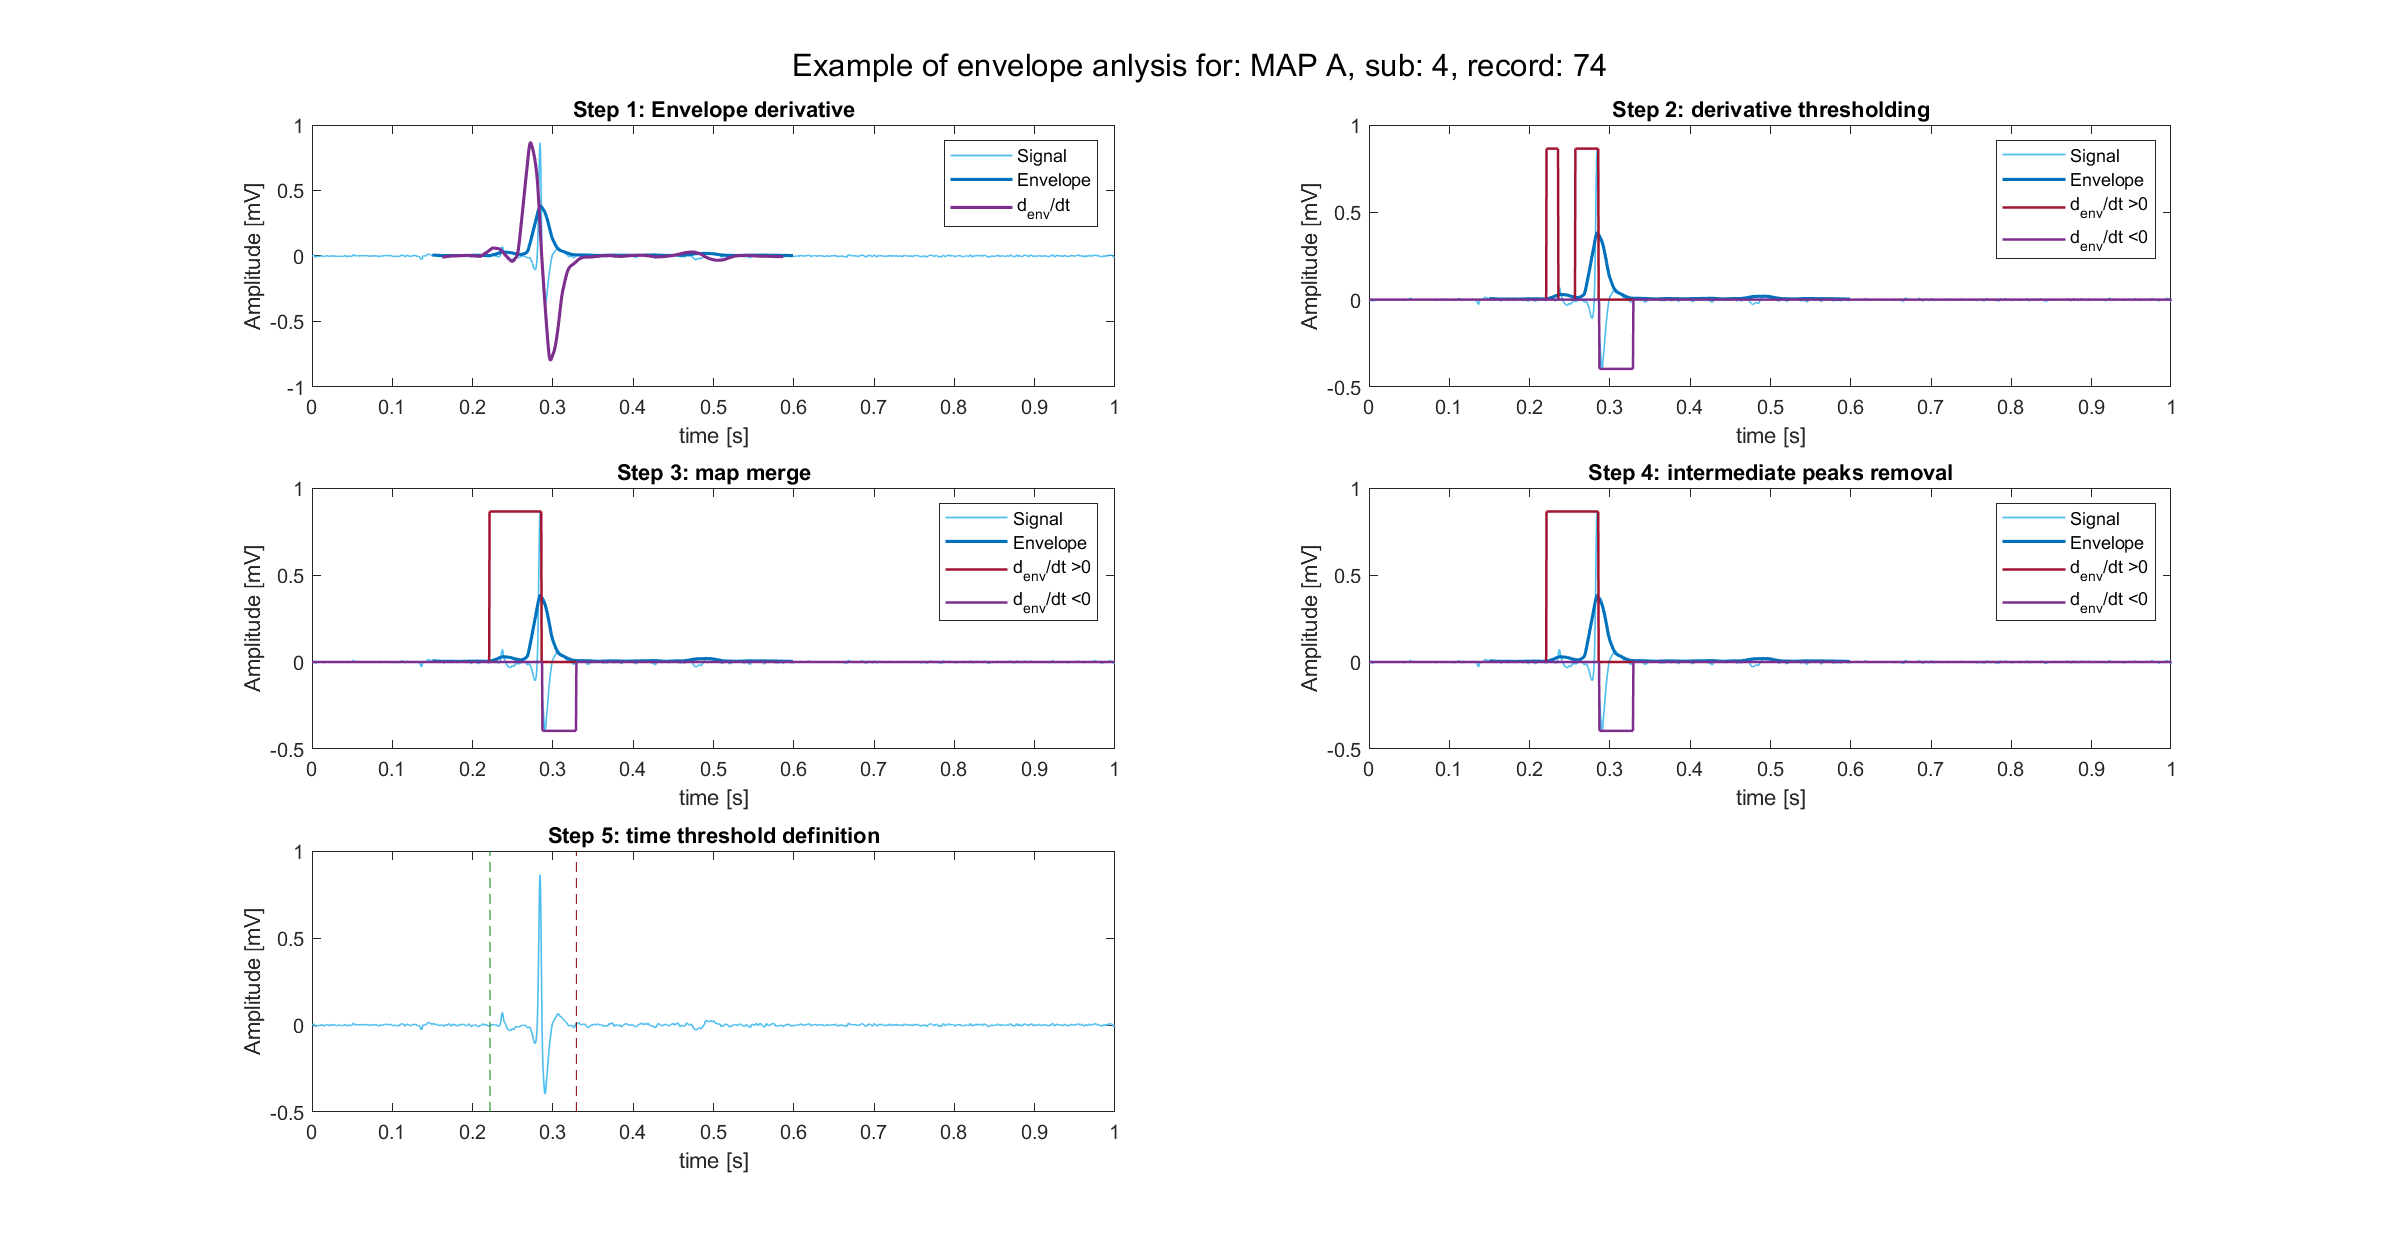 Example of envelope anlysis for: MAP A, sub: 4, record: 74
Step 1: Envelope derivative
Amplitude [mV]
1
0.5
0
-0.5
-1
Signal
Envelope
d_env/dt
0 0.1 0.2 0.3 0.4 0.5 0.6 0.7 0.8 0.9 1
time [s]
Step 2: derivative thresholding
Amplitude [mV]
1
0.5
0
-0.5
Signal
Envelope
d_env/dt >0
d_env/dt <0
0 0.1 0.2 0.3 0.4 0.5 0.6 0.7 0.8 0.9 1
time [s]
Step 3: map merge
Amplitude [mV]
1
0.5
0
-0.5
Signal
Envelope
d_env/dt >0
d_env/dt <0
0 0.1 0.2 0.3 0.4 0.5 0.6 0.7 0.8 0.9 1
time [s]
Step 4: intermediate peaks removal
Amplitude [mV]
1
0.5
0
-0.5
Signal
Envelope
d_env/dt >0
d_env/dt <0
0 0.1 0.2 0.3 0.4 0.5 0.6 0.7 0.8 0.9 1
time [s]
Step 5: time threshold definition
Amplitude [mV]
1
0.5
0
-0.5
0 0.1 0.2 0.3 0.4 0.5 0.6 0.7 0.8 0.9 1
time [s]